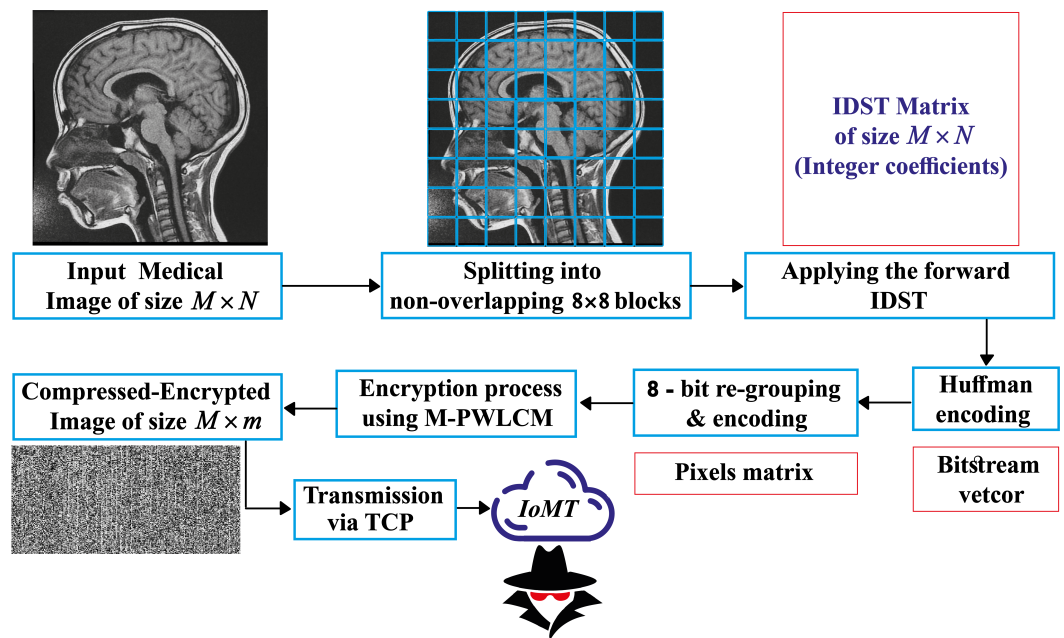 IDST Matrix
of size M × N
(Integer coefficients)
Input Medical
Image of size M × N
Splitting into
non-overlapping 8×8 blocks
Applying the forward
IDST
Compressed-Encrypted
Image of size M × m
Encryption process
using M-PWLCM
8 - bit re-grouping
& encoding
Huffman
encoding
Pixels matrix
Bitstream
vetcor
Transmission
via TCP
IoMT